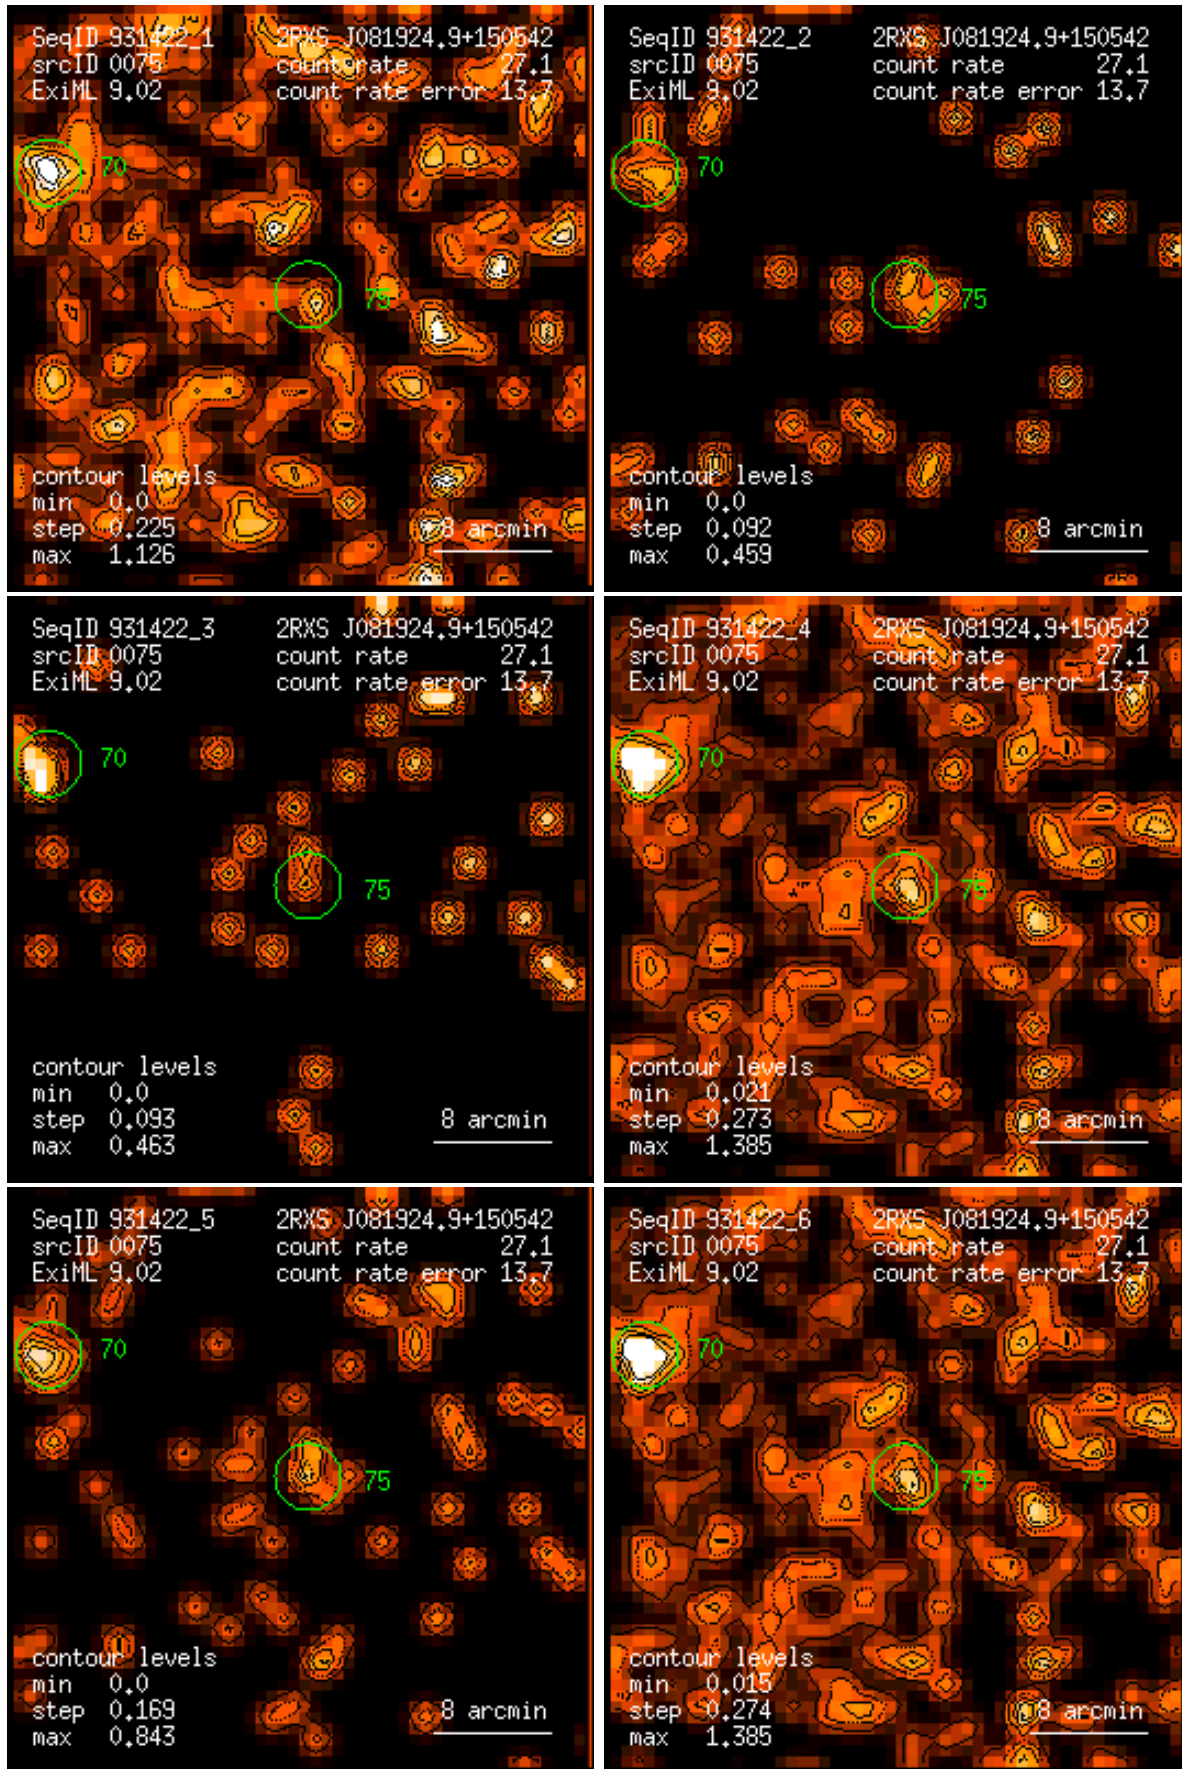 SeqID 931422_1 2RXS J081924.9+150542
srcID 0075 count rate 27.1
ExiML 9.02 count rate error 13.7
70
75
contour levels
min 0.0
step 0.225 8 arcmin
max 1.126
SeqID 931422_2 2RXS J081924.9+150542
srcID 0075 count rate 27.1
ExiML 9.02 count rate error 13.7
70
75
contour levels
min 0.0
step 0.092 8 arcmin
max 0.459
SeqID 931422_3 2RXS J081924.9+150542
srcID 0075 count rate 27.1
ExiML 9.02 count rate error 13.7
70
75
contour levels
min 0.0
step 0.093 8 arcmin
max 0.463
SeqID 931422_4 2RXS J081924.9+150542
srcID 0075 count rate 27.1
ExiML 9.02 count rate error 13.7
70
75
contour levels
min 0.021
step 0.273 8 arcmin
max 1.385
SeqID 931422_5 2RXS J081924.9+150542
srcID 0075 count rate 27.1
ExiML 9.02 count rate error 13.7
70
75
contour levels
min 0.0
step 0.169 8 arcmin
max 0.843
SeqID 931422_6 2RXS J081924.9+150542
srcID 0075 count rate 27.1
ExiML 9.02 count rate error 13.7
70
75
contour levels
min 0.015
step 0.274 8 arcmin
max 1.385